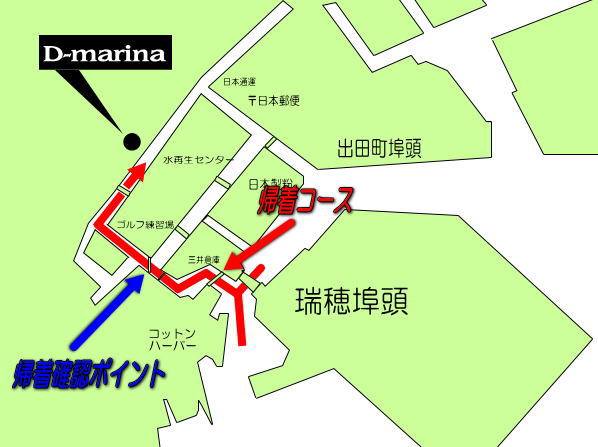 D-marina
日本通運
〒日本郵便
出田町埠頭
水再生センター
日本製粉
帰着コース
ゴルフ練習場
三井倉庫
瑞穂埠頭
コットン
ハーバー
帰着確認ポイント